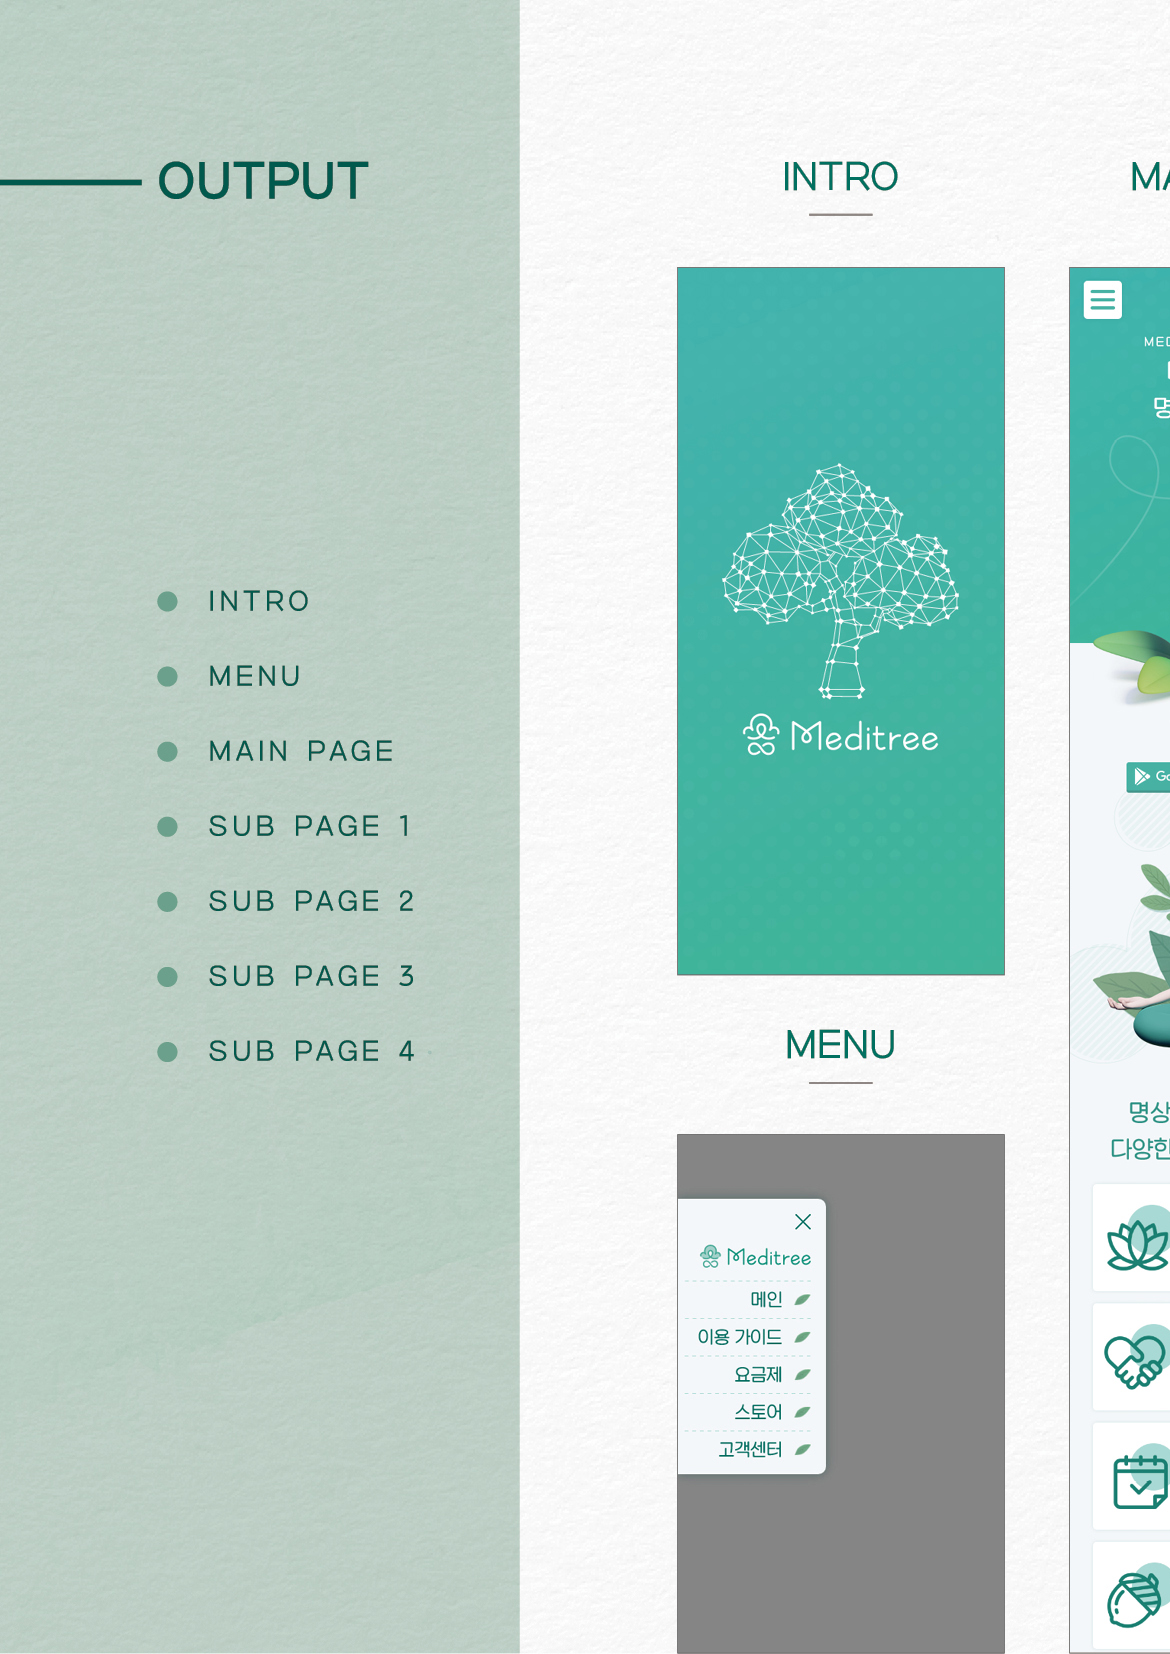 OUTPUT
INTRO
MENU
MAIN PAGE
SUB PAGE 1
SUB PAGE 2
SUB PAGE 3
SUB PAGE 4
INTRO
Meditree
MENU
Meditree
메인
이용 가이드
요금제
스토어
고객센터
MA
MED
명
Go
명상
다양한